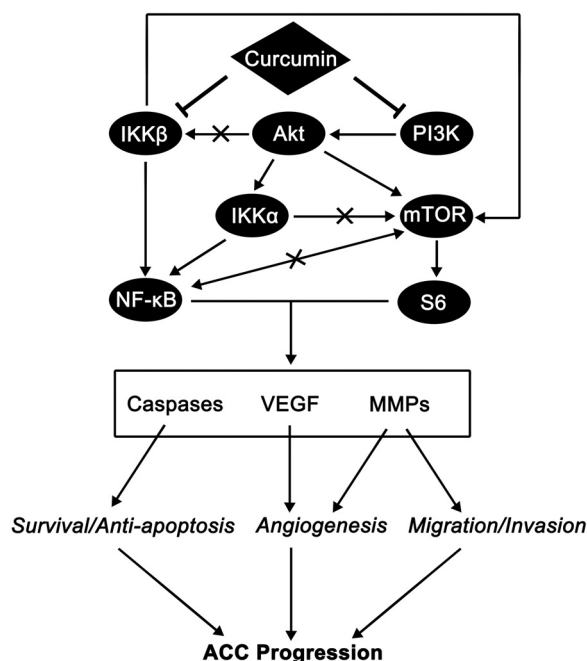 Curcumin
IKKβ
Akt
PI3K
IKKα
mTOR
NF-κB
S6
Caspases
VEGF
MMPs
Survival/Anti-apoptosis
Angiogenesis
Migration/Invasion
ACC Progression